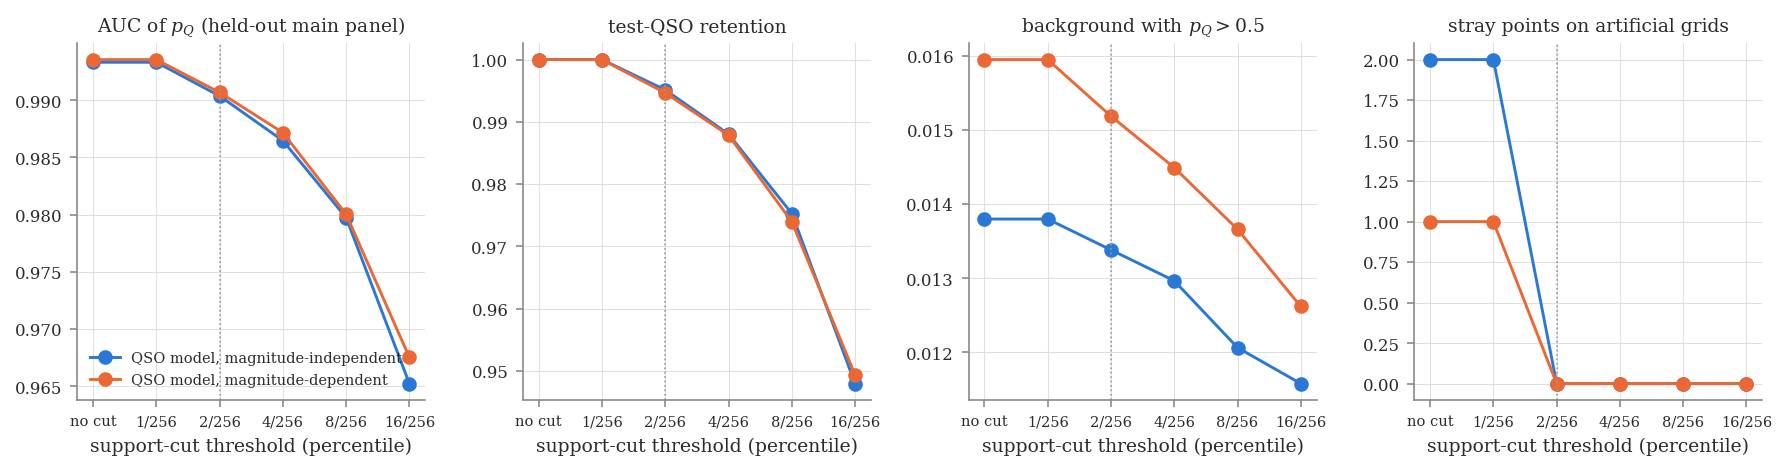 AUC of pQ (held-out main panel)
0.990
0.985
0.980
0.975
0.970
0.965
QSO model, magnitude-independent
QSO model, magnitude-dependent
no cut 1/256 2/256 4/256 8/256 16/256
support-cut threshold (percentile)
test-QSO retention
1.00
0.99
0.98
0.97
0.96
0.95
no cut 1/256 2/256 4/256 8/256 16/256
support-cut threshold (percentile)
background with pQ > 0.5
0.016
0.015
0.014
0.013
0.012
no cut 1/256 2/256 4/256 8/256 16/256
support-cut threshold (percentile)
stray points on artificial grids
2.00
1.75
1.50
1.25
1.00
0.75
0.50
0.25
0.00
no cut 1/256 2/256 4/256 8/256 16/256
support-cut threshold (percentile)